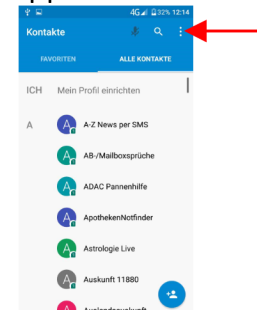 4G 32% 12:14
Kontakte
FAVORITEN ALLE KONTAKTE
ICH Mein Profil einrichten
A A A-Z News per SMS
A AB-/Mailboxsprüche
A ADAC Pannenhilfe
A ApothekenNotfinder
A Astrologie Live
A Auskunft 11880